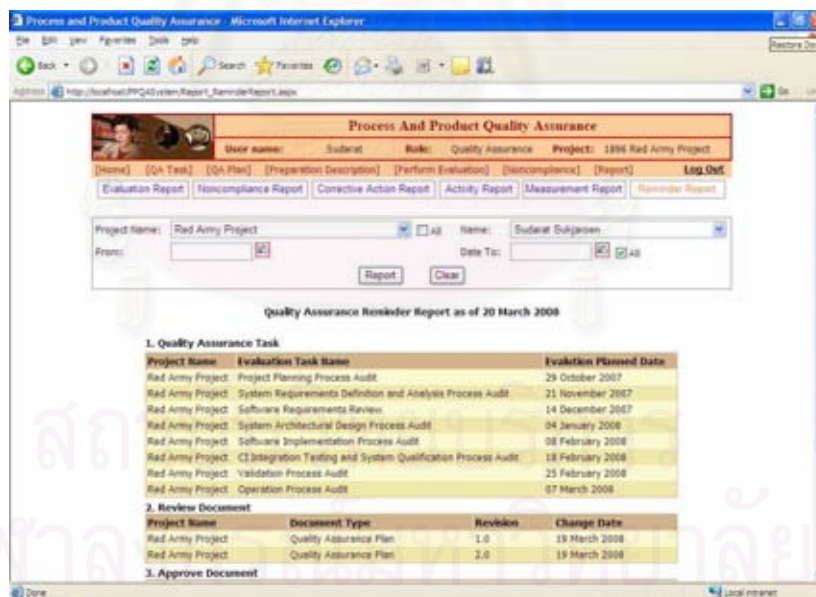 Process and Product Quality Assurance - Microsoft Internet Explorer
File Edit View Favorites Tools Help
Restore Do
Back Search Favorites
Address http://localhost/PPQASystem/Report_ReminderReport.aspx Go
Process And Product Quality Assurance
User name: Sudarat Role: Quality Assurance Project: 1896 Red Army Project
[Home] [QA Task] [QA Plan] [Preparation Description] [Perform Evaluation] [Noncompliance] [Report] Log Out
Evaluation Report Noncompliance Report Corrective Action Report Activity Report Measurement Report Reminder Report
Project Name: Red Army Project All Name: Sudarat Sukjaroen
From: Date To: All
Report Clear
Quality Assurance Reminder Report as of 20 March 2008
1. Quality Assurance Task
Project Name Evaluation Task Name Evalution Planned Date
Red Army Project Project Planning Process Audit 29 October 2007
Red Army Project System Requirements Definition and Analysis Process Audit 21 November 2007
Red Army Project Software Requirements Review 14 December 2007
Red Army Project System Architectural Design Process Audit 04 January 2008
Red Army Project Software Implementation Process Audit 08 February 2008
Red Army Project CI Integration Testing and System Qualification Process Audit 18 February 2008
Red Army Project Validation Process Audit 25 February 2008
Red Army Project Operation Process Audit 07 March 2008
2. Review Document
Project Name Document Type Revision Change Date
Red Army Project Quality Assurance Plan 1.0 19 March 2008
Red Army Project Quality Assurance Plan 2.0 19 March 2008
3. Approve Document
Done Local intranet